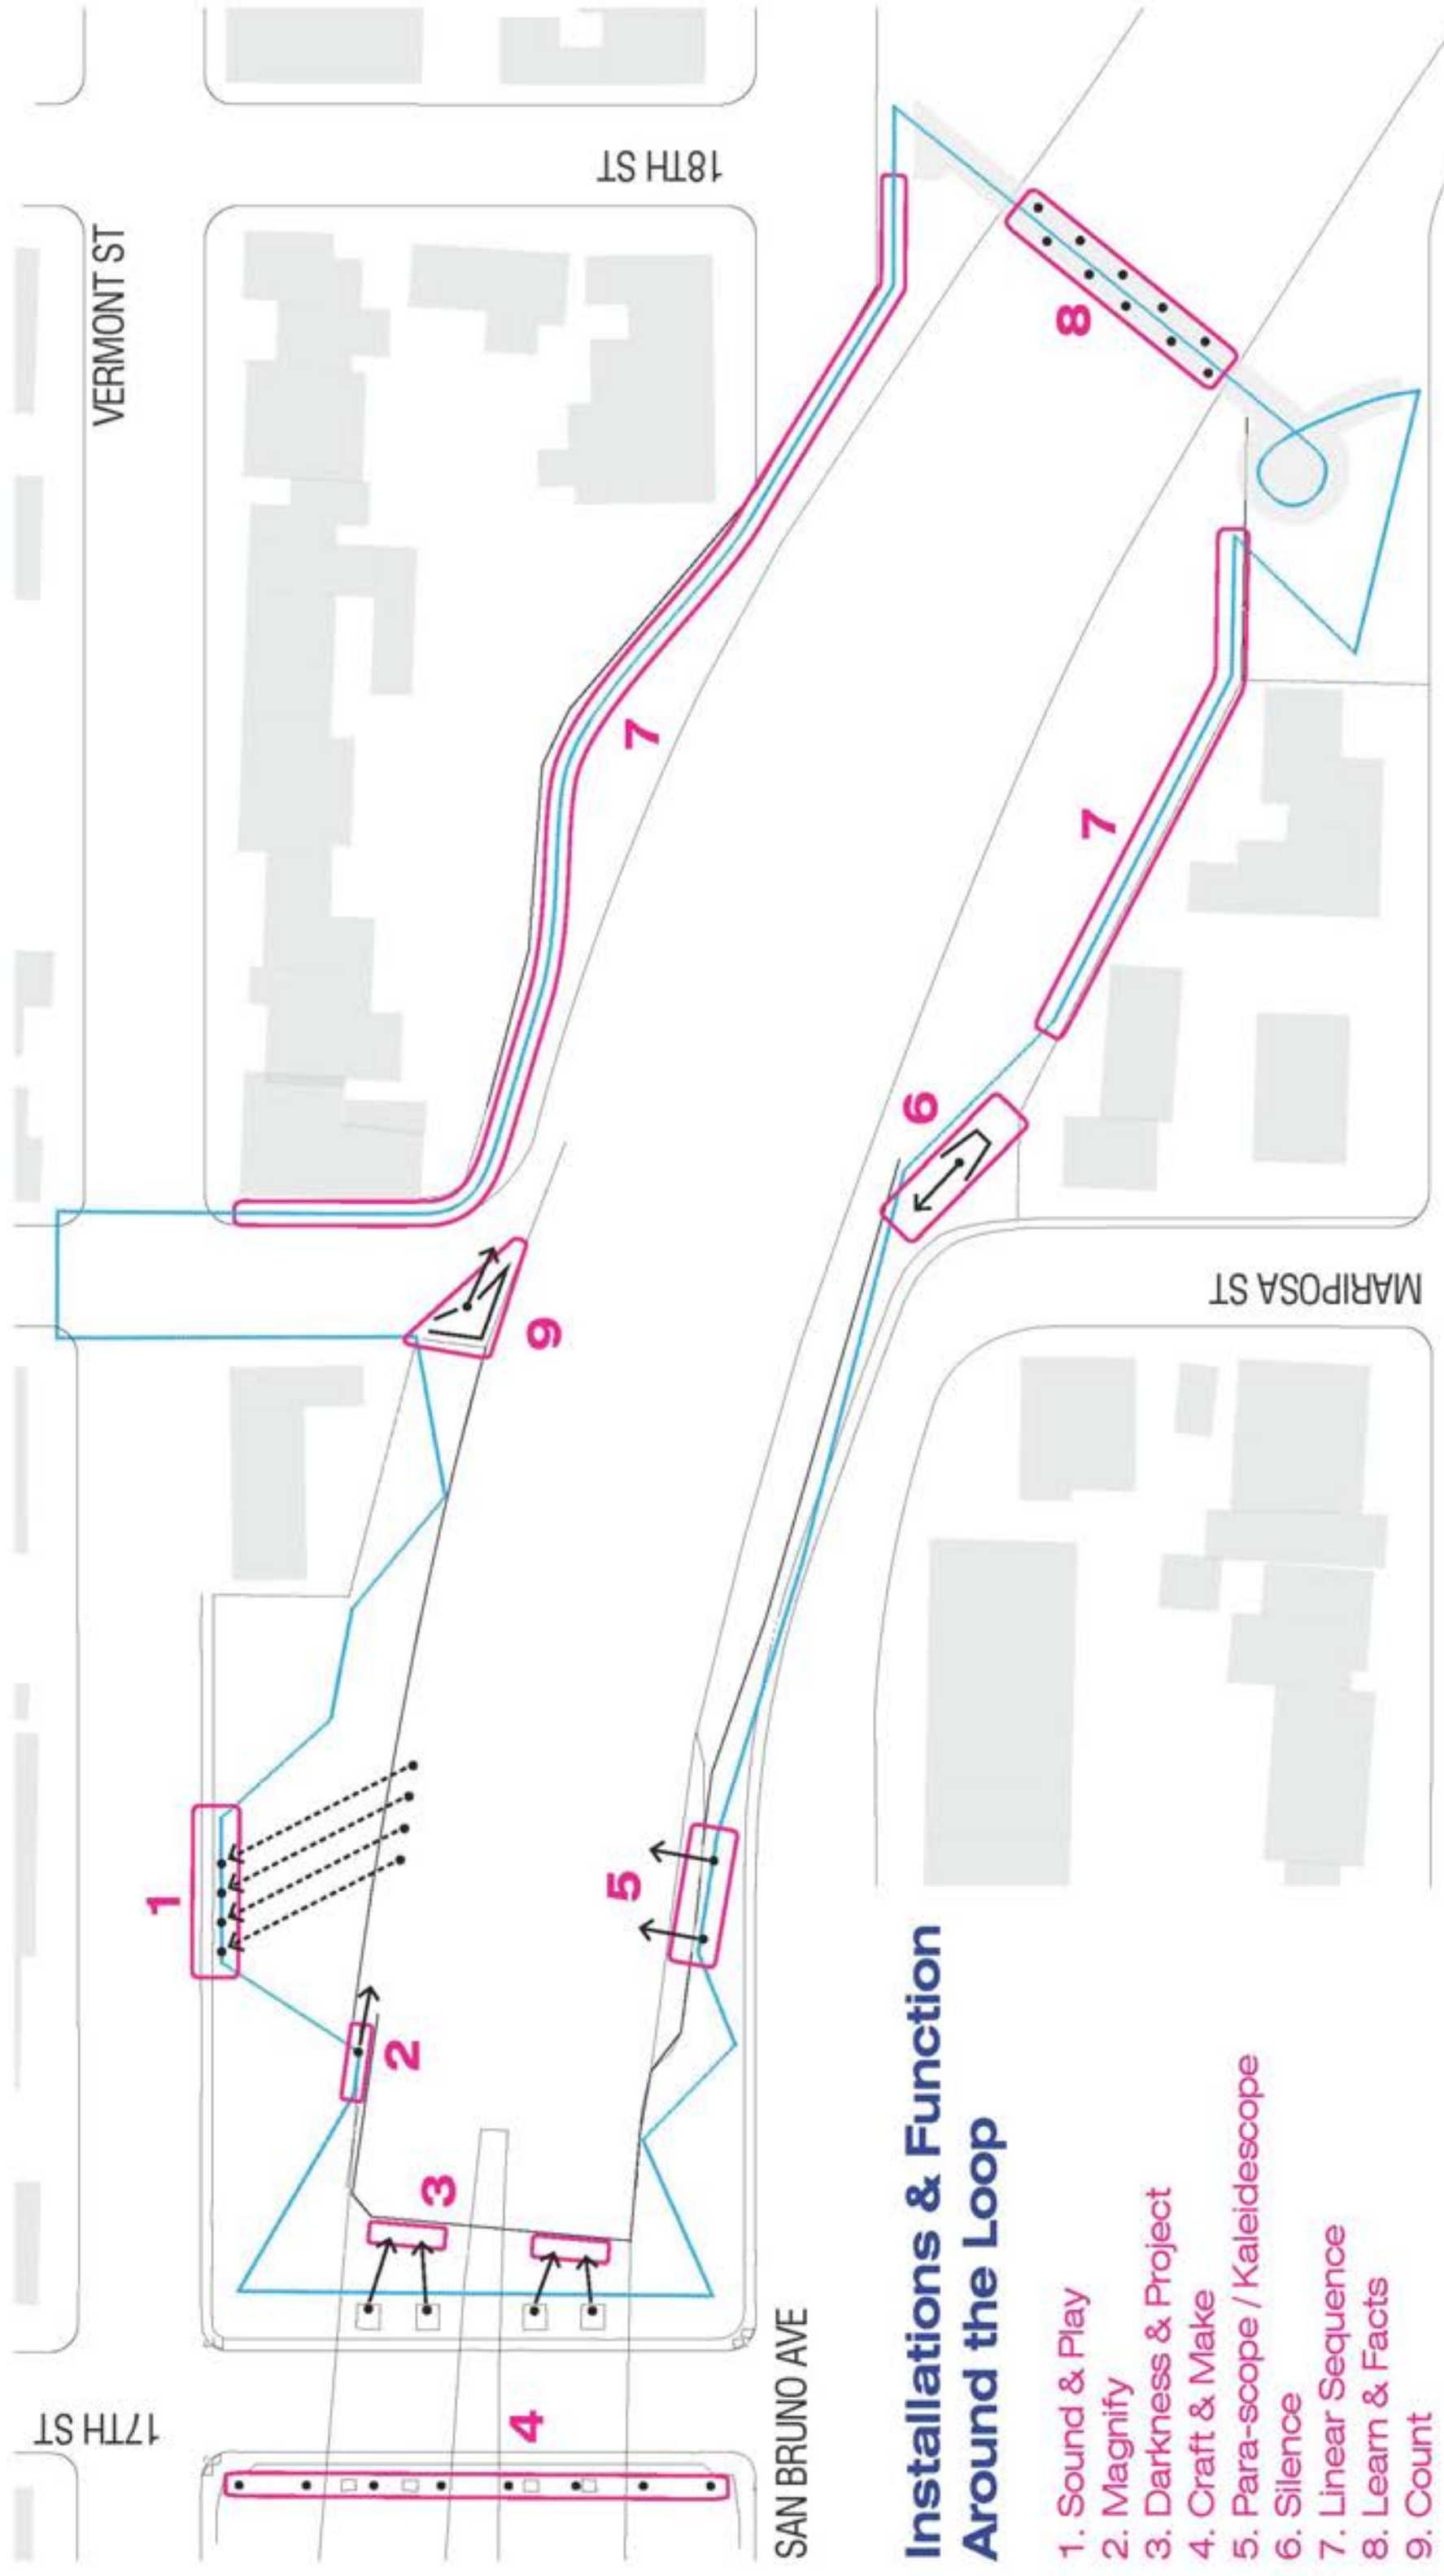 17TH ST
VERMONT ST
18TH ST
1
2
3
4
5
6
7
7
8
9
SAN BRUNO AVE
MARIPOSA ST
Installations & Function
Around the Loop
1. Sound & Play
2. Magnify
3. Darkness & Project
4. Craft & Make
5. Para-scope / Kaleidescope
6. Silence
7. Linear Sequence
8. Learn & Facts
9. Count